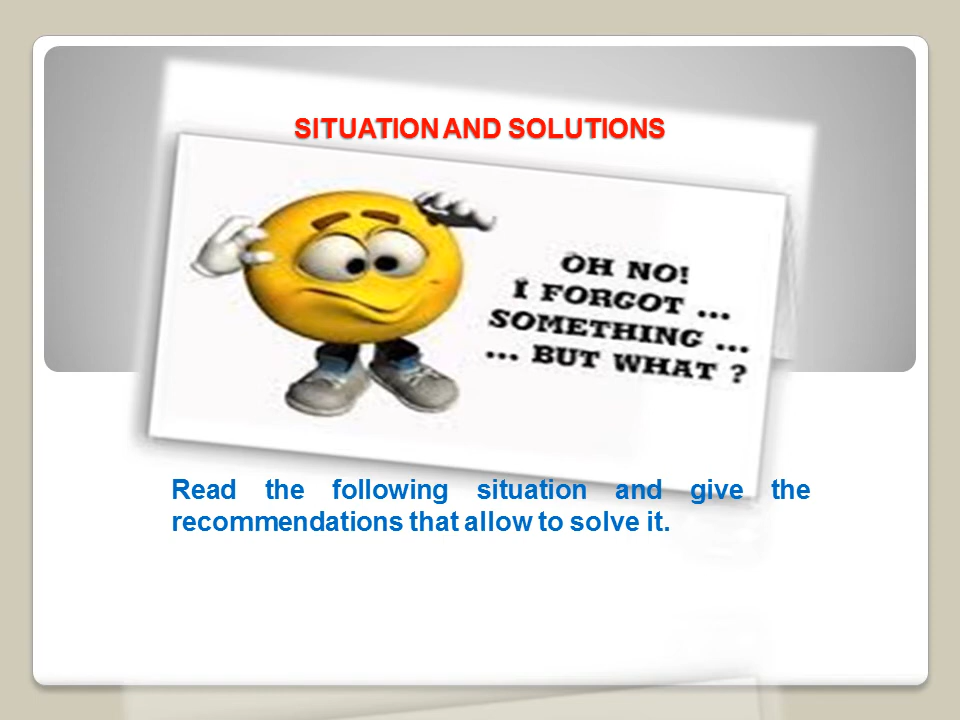 SITUATION AND SOLUTIONS
OH NO!
I FORGOT ...
SOMETHING ...
... BUT WHAT ?
Read the following situation and give the
recommendations that allow to solve it.